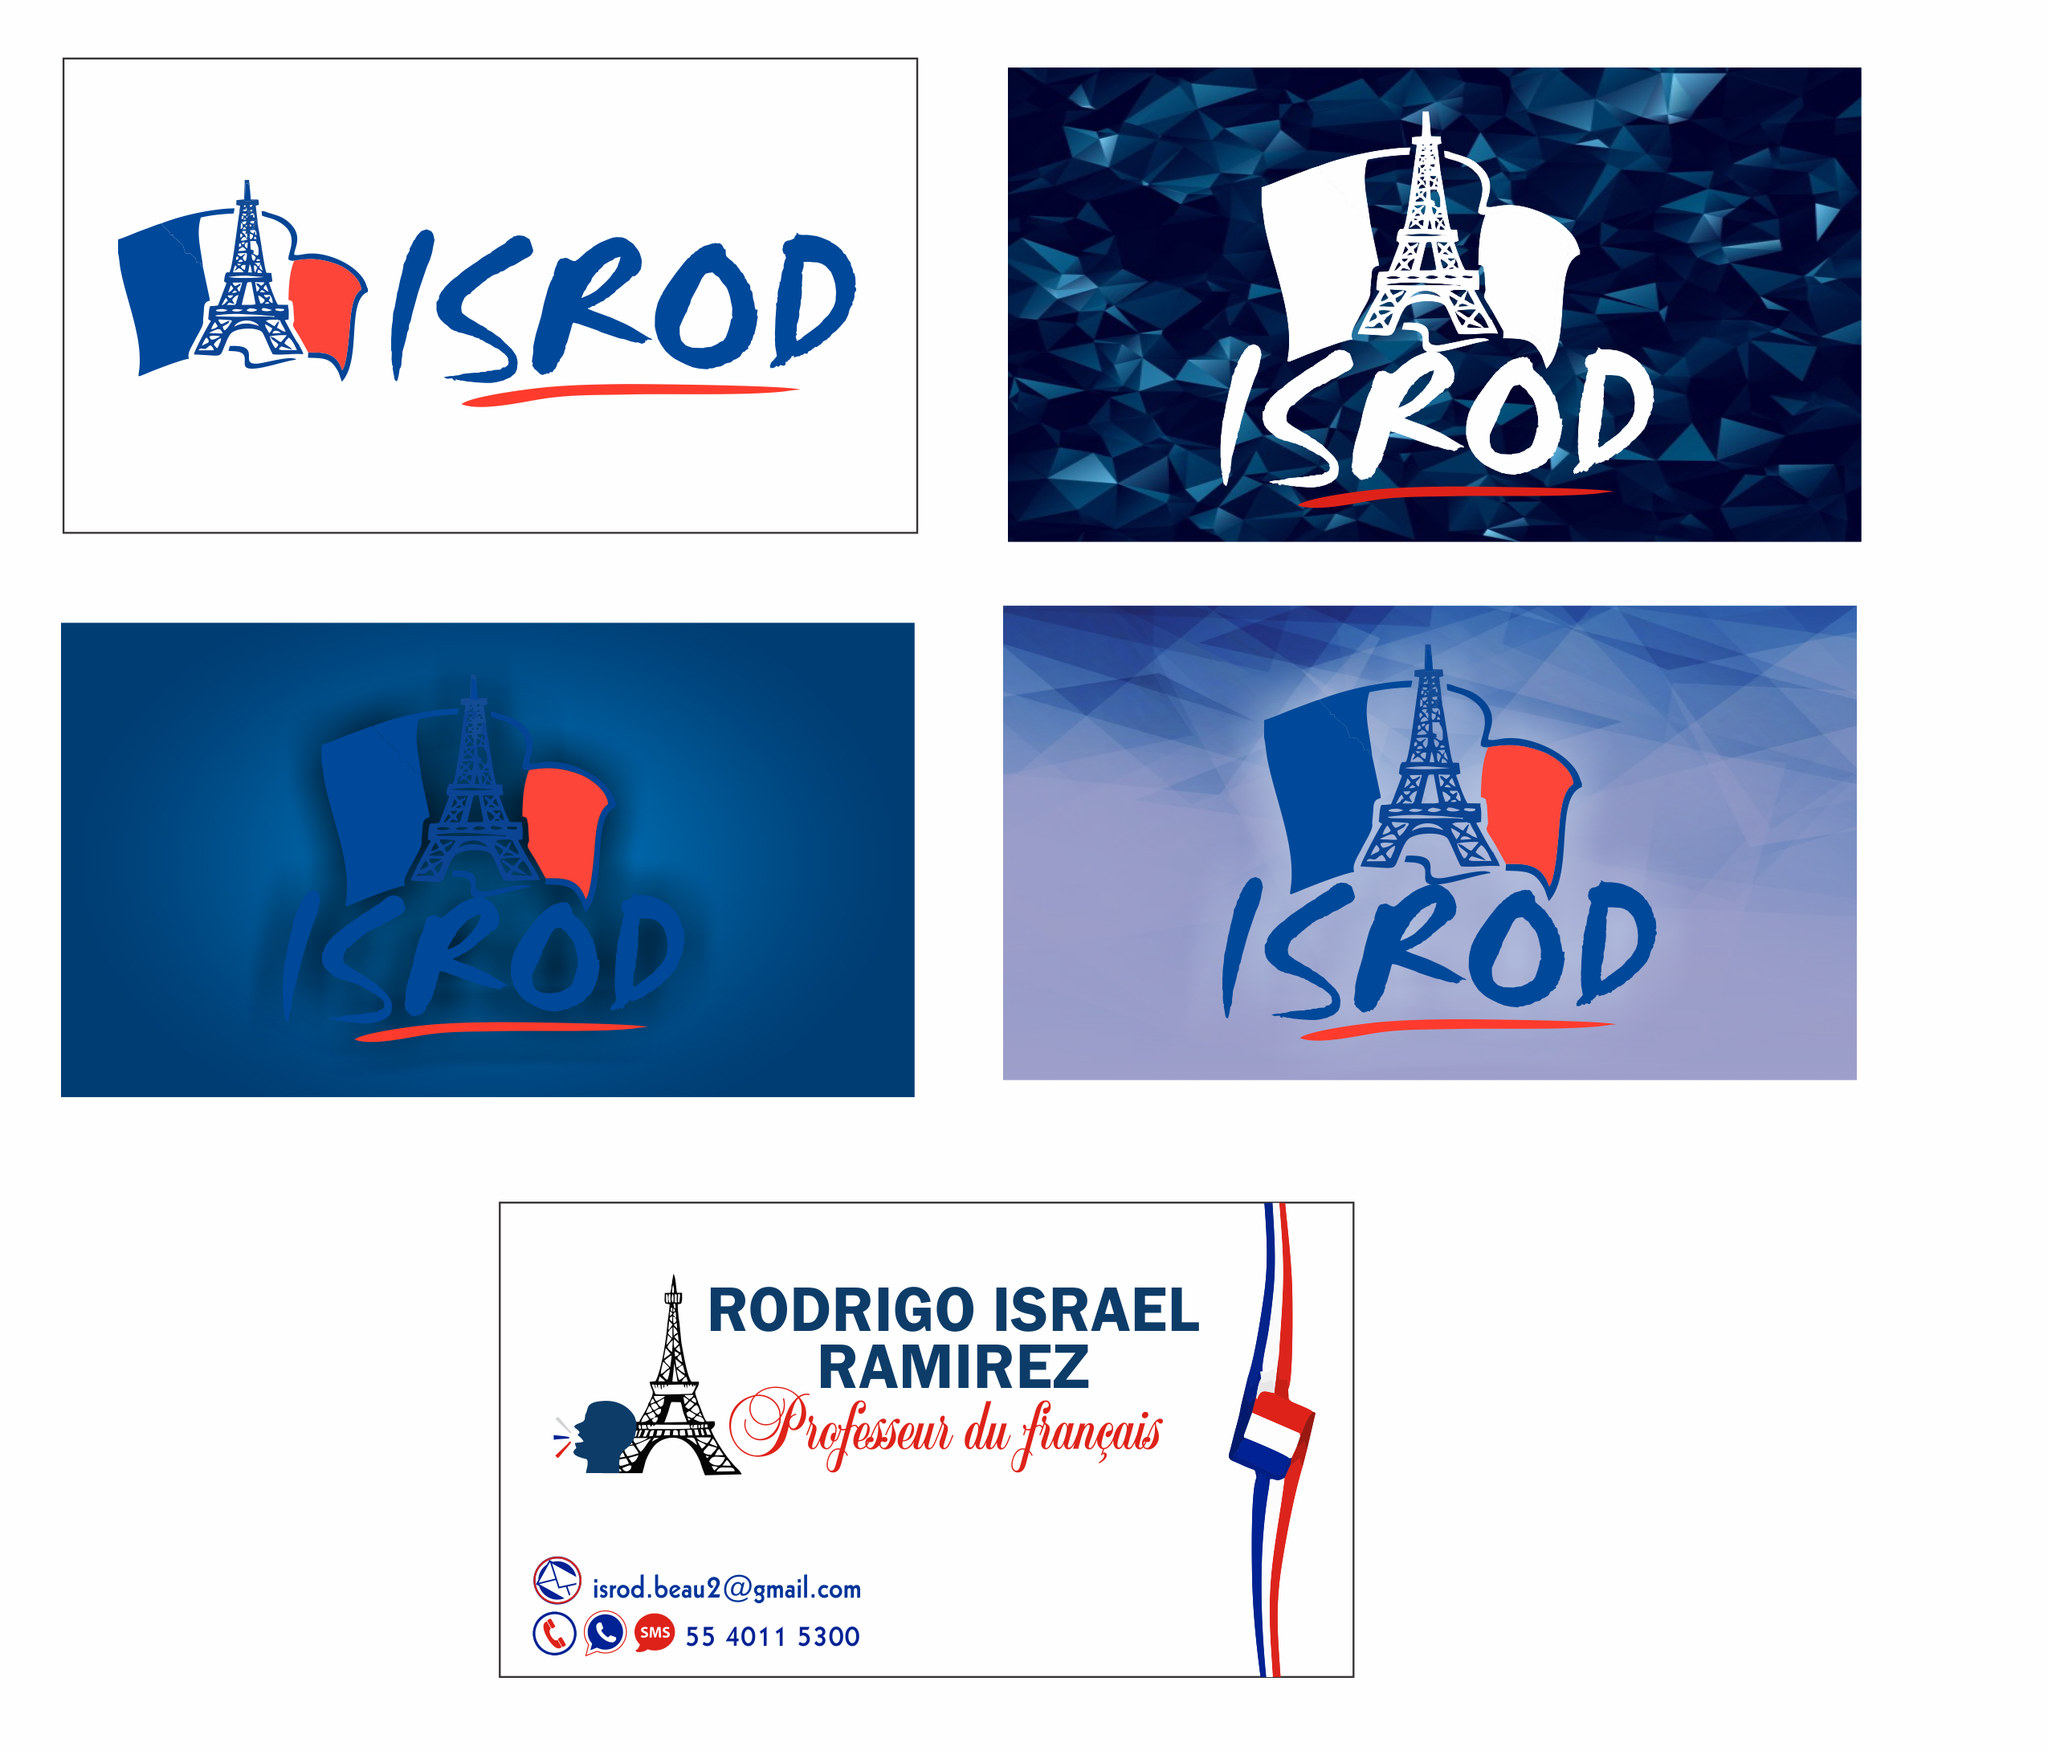 ISROD
ISROD
ISROD
ISROD
RODRIGO ISRAEL
RAMIREZ
Professeur du français
isrod.beau2@gmail.com
SMS 55 4011 5300